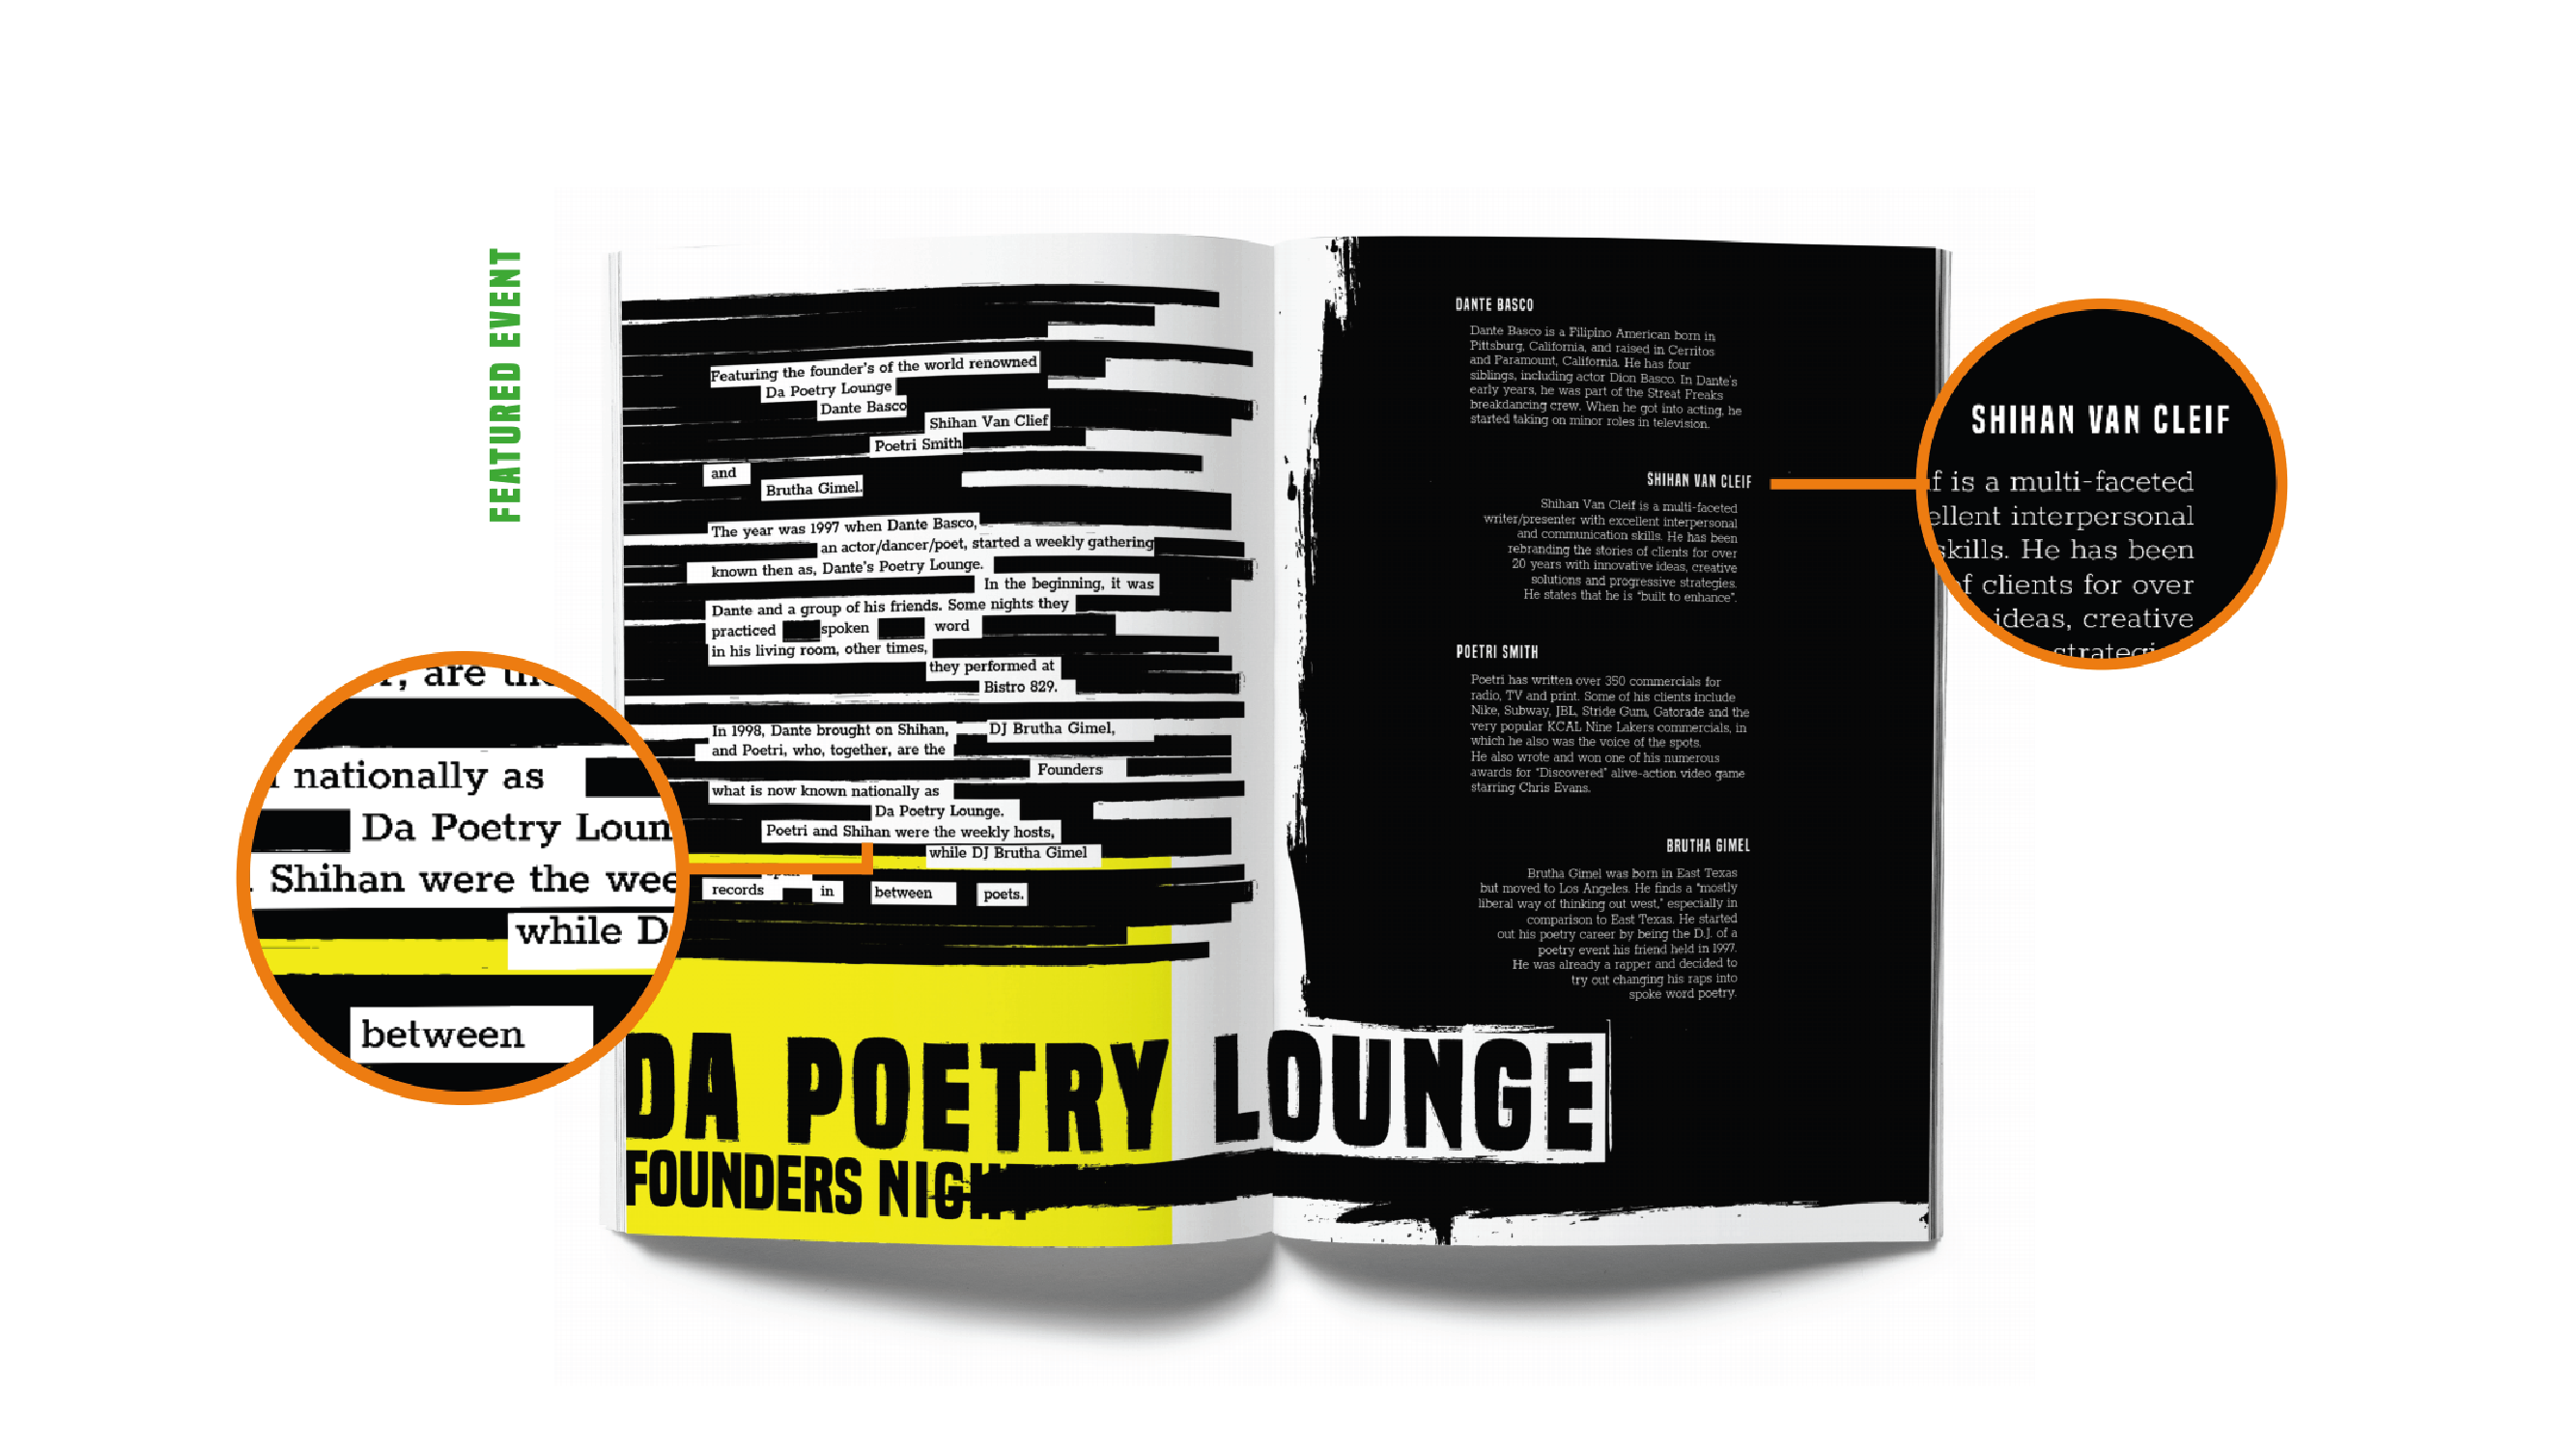 FEATURED EVENT
Featuring the founder's of the world renowned
Da Poetry Lounge
Dante Basco
Shihan Van Clief
Poetri Smith
and
Brutha Gimel.
The year was 1997 when Dante Basco,
an actor/dancer/poet, started a weekly gathering
known then as, Dante's Poetry Lounge.
In the beginning, it was
Dante and a group of his friends. Some nights they
practiced spoken word
in his living room, other times,
they performed at
Bistro 829.
In 1998, Dante brought on Shihan, DJ Brutha Gimel,
and Poetri, who, together, are the
Founders
what is now known nationally as
Da Poetry Lounge.
Poetri and Shihan were the weekly hosts,
while DJ Brutha Gimel
records in between poets.
DA POETRY LOUNGE
FOUNDERS NIGHT
DANTE BASCO
Dante Basco is a Filipino American born in
Pittsburg, California, and raised in Cerritos
and Paramount, California. He has four
siblings, including actor Dion Basco. In Dante's
early years, he was part of the Streat Freaks
breakdancing crew. When he got into acting, he
started taking on minor roles in television.
SHIHAN VAN CLEIF
Shihan Van Cleif is a multi-faceted
writer/presenter with excellent interpersonal
and communication skills. He has been
rebranding the stories of clients for over
20 years with innovative ideas, creative
solutions and progressive strategies.
He states that he is "built to enhance".
POETRI SMITH
Poetri has written over 350 commercials for
radio, TV and print. Some of his clients include
Nike, Subway, JBL, Stride Gum, Gatorade and the
very popular KCAL Nine Lakers commercials, in
which he also was the voice of the spots.
He also wrote and won one of his numerous
awards for "Discovered" alive-action video game
starring Chris Evans.
BRUTHA GIMEL
Brutha Gimel was born in East Texas
but moved to Los Angeles. He finds a "mostly
liberal way of thinking out west," especially in
comparison to East Texas. He started
out his poetry career by being the D.J. of a
poetry event his friend held in 1997.
He was already a rapper and decided to
try out changing his raps into
spoke word poetry.
are
nationally as
Da Poetry Loun
Shihan were the wee
while D
between
SHIHAN VAN CLEIF
f is a multi-faceted
ellent interpersonal
skills. He has been
f clients for over
ideas, creative
strategi